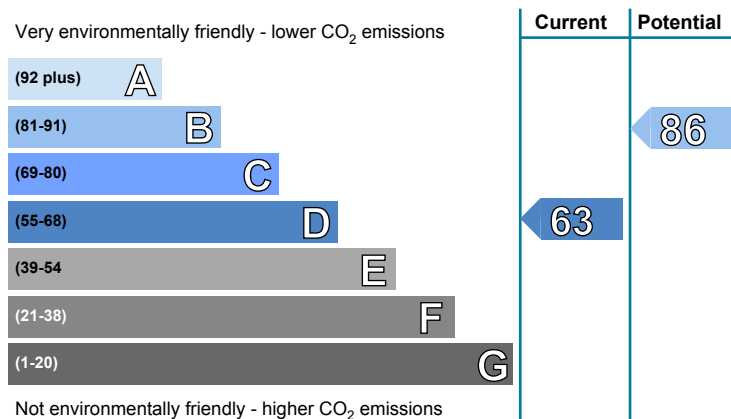 Current Potential
Very environmentally friendly - lower CO₂ emissions
(92 plus) A
(81-91) B 86
(69-80) C
(55-68) D 63
(39-54 E
(21-38) F
(1-20) G
Not environmentally friendly - higher CO₂ emissions